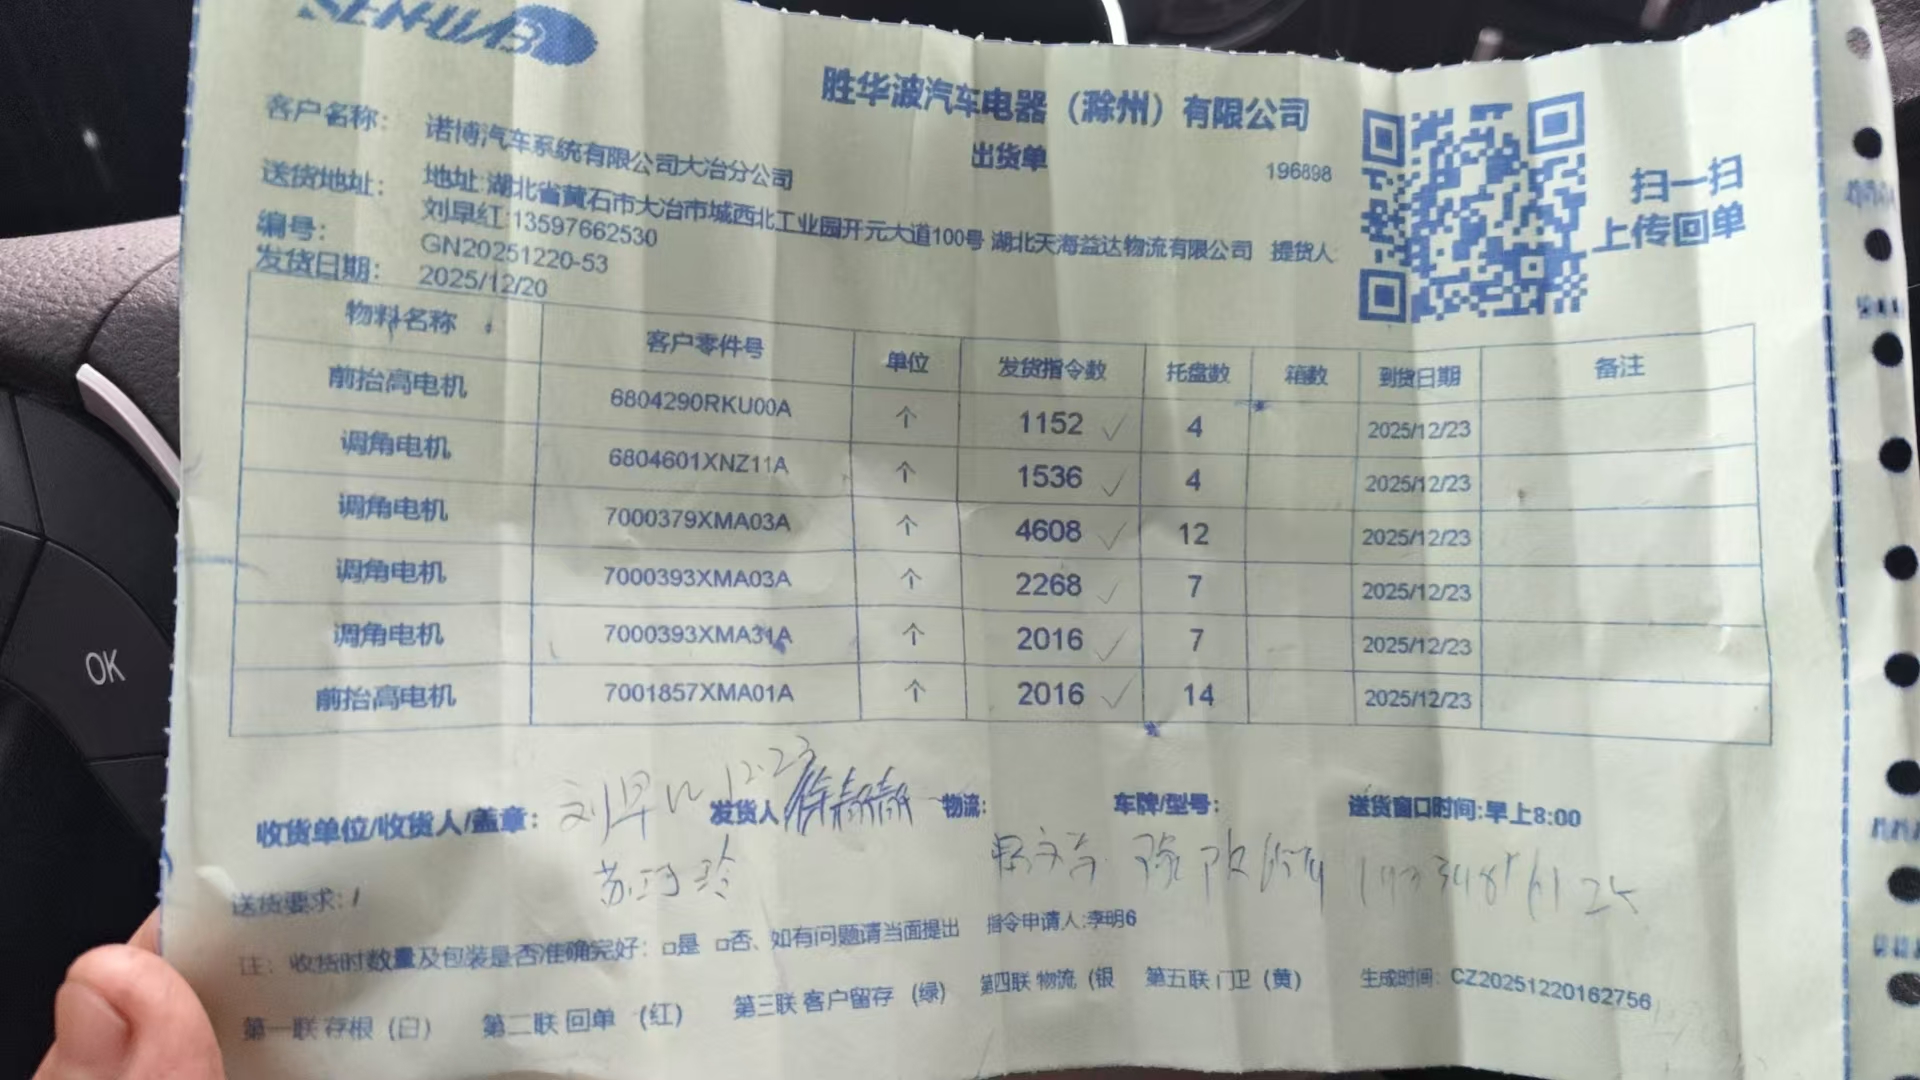 SENHUABO
胜华波汽车电器（滁州）有限公司
出货单
196898
扫一扫
上传回单
客户名称： 诺博汽车系统有限公司大冶分公司
送货地址： 地址:湖北省黄石市大冶市城西北工业园开元大道100号 湖北天海益达物流有限公司 提货人:
刘早红:13597662530
编号： GN20251220-53
发货日期： 2025/12/20
物料名称 客户零件号 单位 发货指令数 托盘数 箱数 到货日期 备注
前抬高电机 6804290RKU00A 个 1152 ✓ 4 2025/12/23
调角电机 6804601XNZ11A 个 1536 ✓ 4 2025/12/23
调角电机 7000379XMA03A 个 4608 ✓ 12 2025/12/23
调角电机 7000393XMA03A 个 2268 ✓ 7 2025/12/23
调角电机 7000393XMA31A 个 2016 ✓ 7 2025/12/23
前抬高电机 7001857XMA01A 个 2016 ✓ 14 2025/12/23
收货单位/收货人/盖章： 刘早红 12.23 发货人 物流: 车牌/型号: 送货窗口时间:早上8:00
送货要求: /
注： 收货时数量及包装是否准确完好：□是 □否、如有问题请当面提出 指令申请人:李明6
第一联 存根（白） 第二联 回单 （红） 第三联 客户留存 （绿） 第四联 物流（银 第五联 门卫（黄） 生成时间: CZ20251220162756